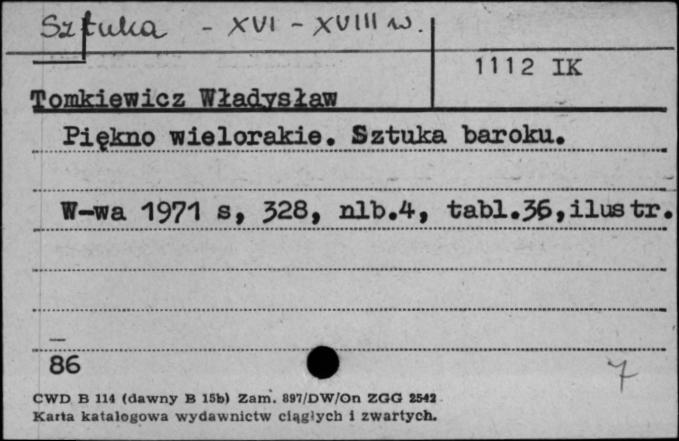 Sztuka - XVI - XVIII w.
1112 IK
Tomkiewicz Władysław
Piękno wielorakie. Sztuka baroku.
W-wa 1971 s, 328, nlb.4, tabl.36,ilustr.
86
7
CWD B 114 (dawny B 15b) Zam. 897/DW/On ZGG 2542
Karta katalogowa wydawnictw ciągłych i zwartych.